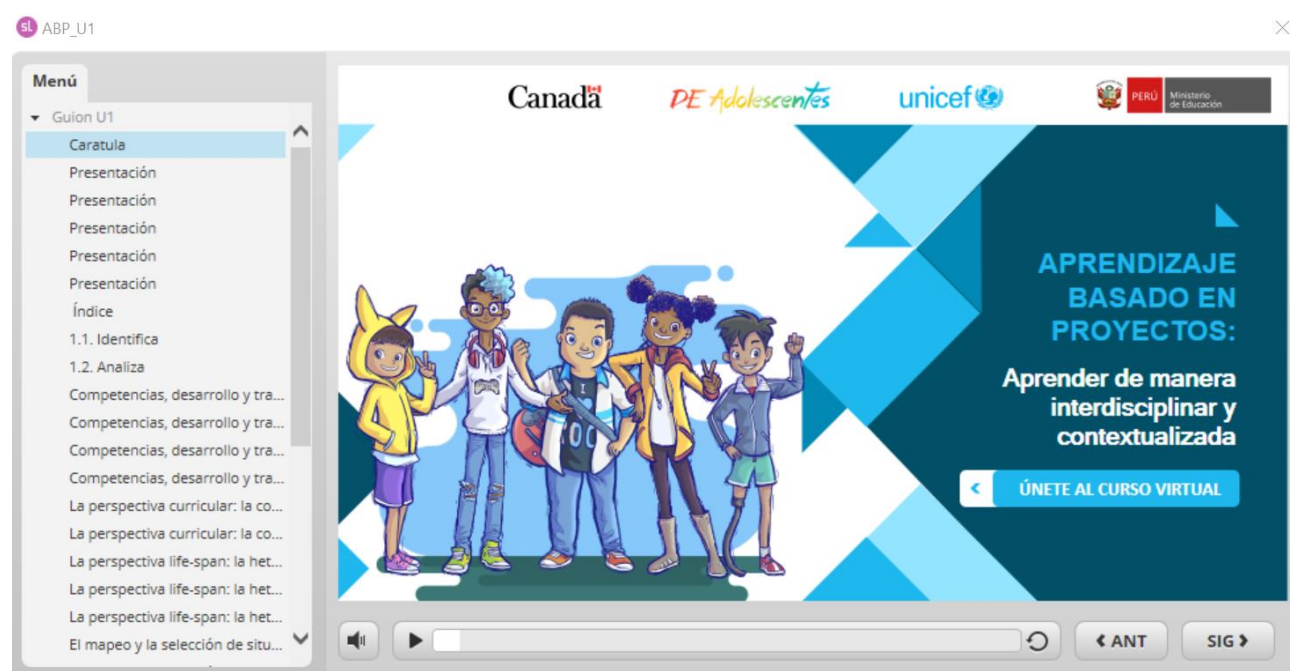 sl ABP_U1
Menú
Guion U1
Caratula
Presentación
Presentación
Presentación
Presentación
Presentación
Índice
1.1. Identifica
1.2. Analiza
Competencias, desarrollo y tra...
Competencias, desarrollo y tra...
Competencias, desarrollo y tra...
Competencias, desarrollo y tra...
La perspectiva curricular: la co...
La perspectiva curricular: la co...
La perspectiva life-span: la het...
La perspectiva life-span: la het...
La perspectiva life-span: la het...
El mapeo y la selección de situ...
Canada
PE Adolescentes
unicef
PERÚ
Ministerio
de Educación
APRENDIZAJE
BASADO EN
PROYECTOS:
Aprender de manera
interdisciplinar y
contextualizada
ÚNETE AL CURSO VIRTUAL
ANT
SIG